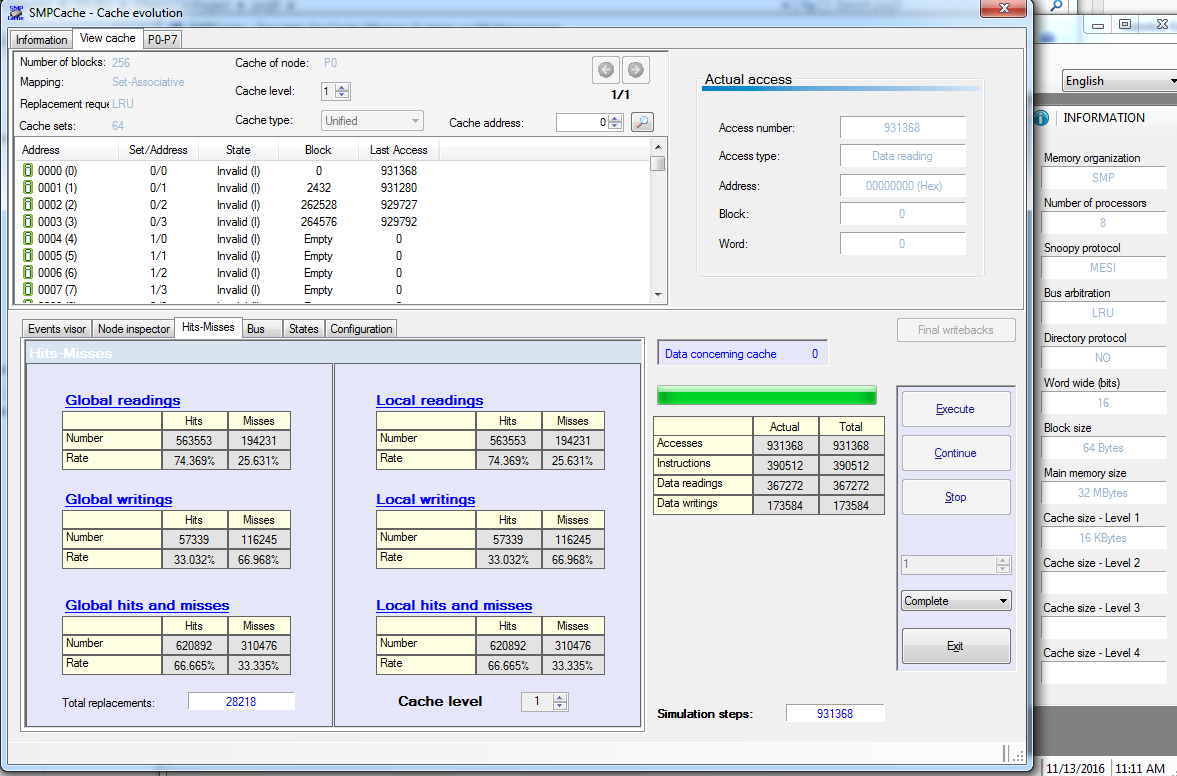 SMPCache - Cache evolution
Information View cache P0-P7
Number of blocks: 256
Mapping: Set-Associative
Replacement reque LRU
Cache sets: 64
Cache of node: P0
Cache level: 1
Cache type: Unified
1/1
Cache address: 0
Address Set/Address State Block Last Access
0000 (0) 0/0 Invalid (I) 0 931368
0001 (1) 0/1 Invalid (I) 2432 931280
0002 (2) 0/2 Invalid (I) 262528 929727
0003 (3) 0/3 Invalid (I) 264576 929792
0004 (4) 1/0 Invalid (I) Empty 0
0005 (5) 1/1 Invalid (I) Empty 0
0006 (6) 1/2 Invalid (I) Empty 0
0007 (7) 1/3 Invalid (I) Empty 0
Actual access
Access number: 931368
Access type: Data reading
Address: 00000000 (Hex)
Block: 0
Word: 0
Events visor Node inspector Hits-Misses Bus States Configuration
Hits-Misses
Global readings
Hits Misses
Number 563553 194231
Rate 74.369% 25.631%
Global writings
Hits Misses
Number 57339 116245
Rate 33.032% 66.968%
Global hits and misses
Hits Misses
Number 620892 310476
Rate 66.665% 33.335%
Total replacements: 28218
Local readings
Hits Misses
Number 563553 194231
Rate 74.369% 25.631%
Local writings
Hits Misses
Number 57339 116245
Rate 33.032% 66.968%
Local hits and misses
Hits Misses
Number 620892 310476
Rate 66.665% 33.335%
Cache level 1
Data concerning cache 0
Actual Total
Accesses 931368 931368
Instructions 390512 390512
Data readings 367272 367272
Data writings 173584 173584
Simulation steps: 931368
Final writebacks
Execute
Continue
Stop
1
Complete
Exit
English
INFORMATION
Memory organization
SMP
Number of processors
8
Snoopy protocol
MESI
Bus arbitration
LRU
Directory protocol
NO
Word wide (bits)
16
Block size
64 Bytes
Main memory size
32 MBytes
Cache size - Level 1
16 KBytes
Cache size - Level 2
Cache size - Level 3
Cache size - Level 4
11/13/2016 11:11 AM